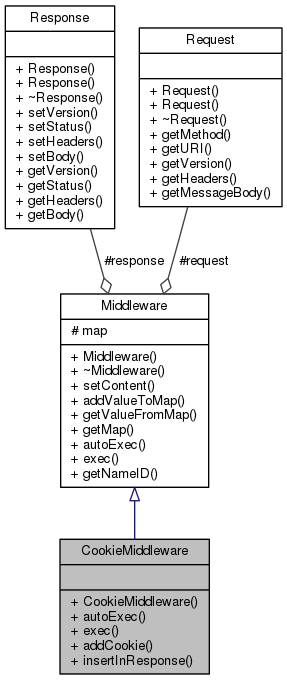 Response
+ Response()
+ Response()
+ ~Response()
+ setVersion()
+ setStatus()
+ setHeaders()
+ setBody()
+ getVersion()
+ getStatus()
+ getHeaders()
+ getBody()
Request
+ Request()
+ Request()
+ ~Request()
+ getMethod()
+ getURI()
+ getVersion()
+ getHeaders()
+ getMessageBody()
#response
#request
Middleware
# map
+ Middleware()
+ ~Middleware()
+ setContent()
+ addValueToMap()
+ getValueFromMap()
+ getMap()
+ autoExec()
+ exec()
+ getNameID()
CookieMiddleware
+ CookieMiddleware()
+ autoExec()
+ exec()
+ addCookie()
+ insertInResponse()